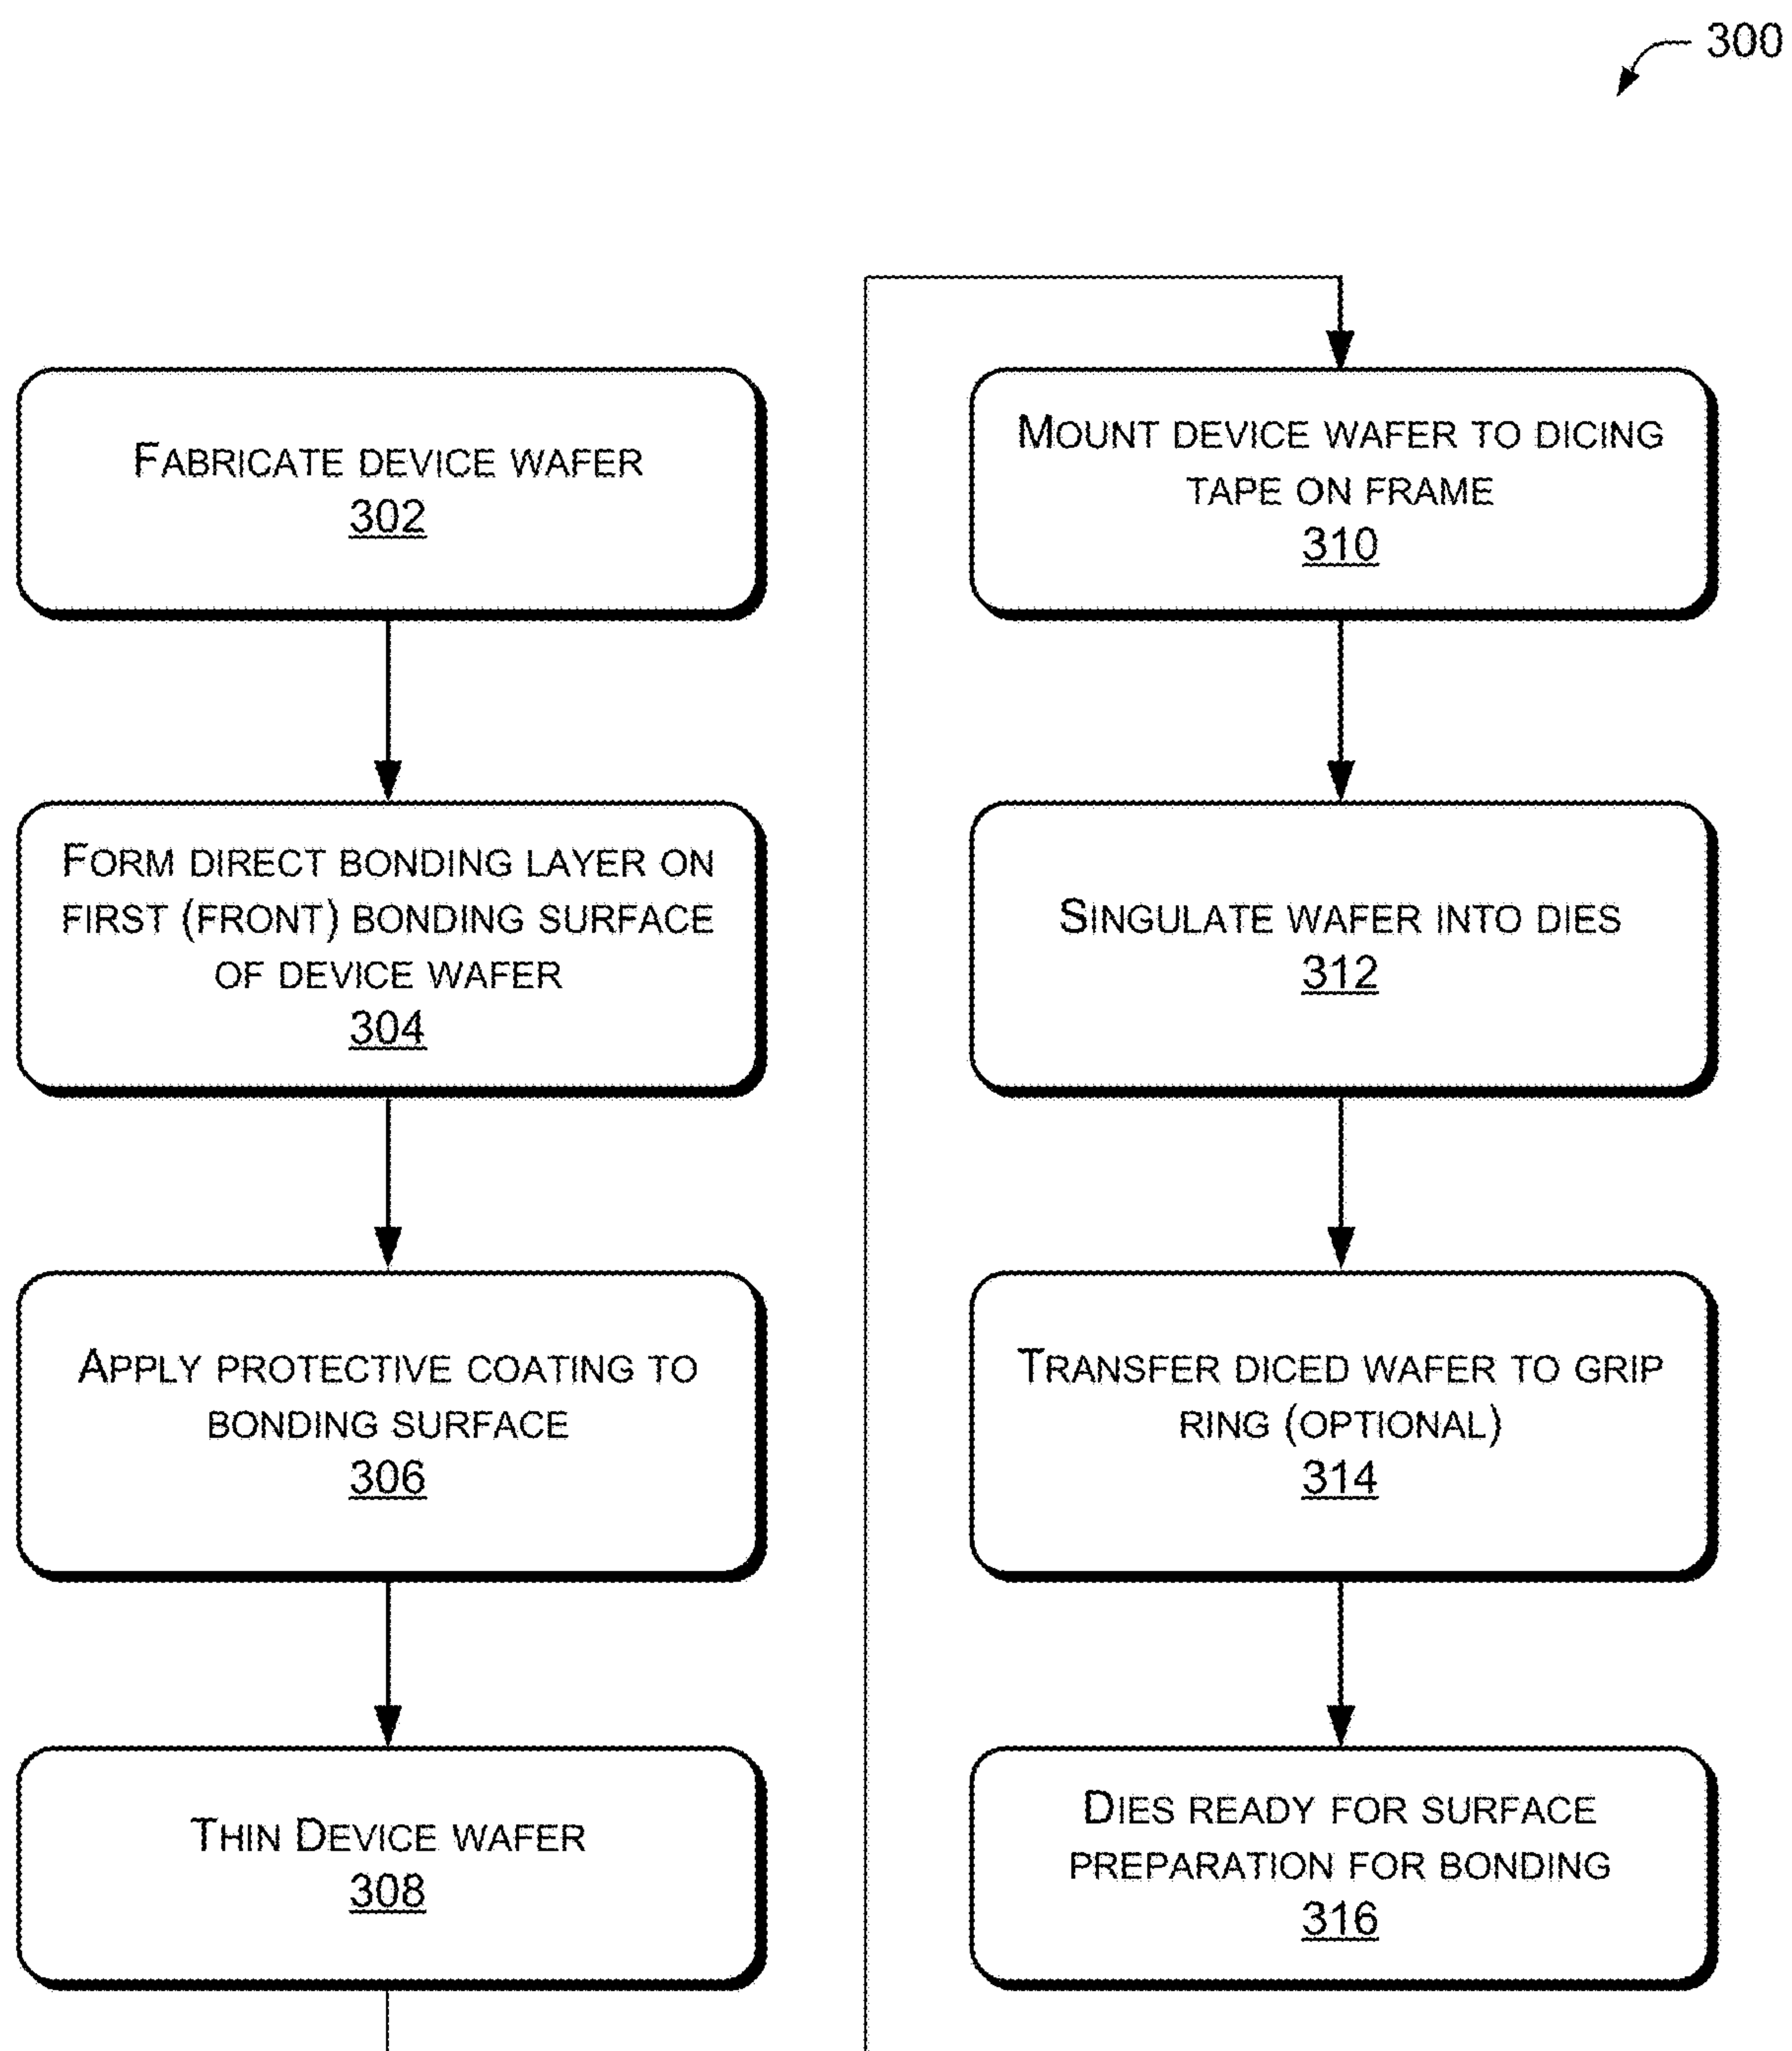 300
FABRICATE DEVICE WAFER
302
FORM DIRECT BONDING LAYER ON
FIRST (FRONT) BONDING SURFACE
OF DEVICE WAFER
304
APPLY PROTECTIVE COATING TO
BONDING SURFACE
306
THIN DEVICE WAFER
308
MOUNT DEVICE WAFER TO DICING
TAPE ON FRAME
310
SINGULATE WAFER INTO DIES
312
TRANSFER DICED WAFER TO GRIP
RING (OPTIONAL)
314
DIES READY FOR SURFACE
PREPARATION FOR BONDING
316